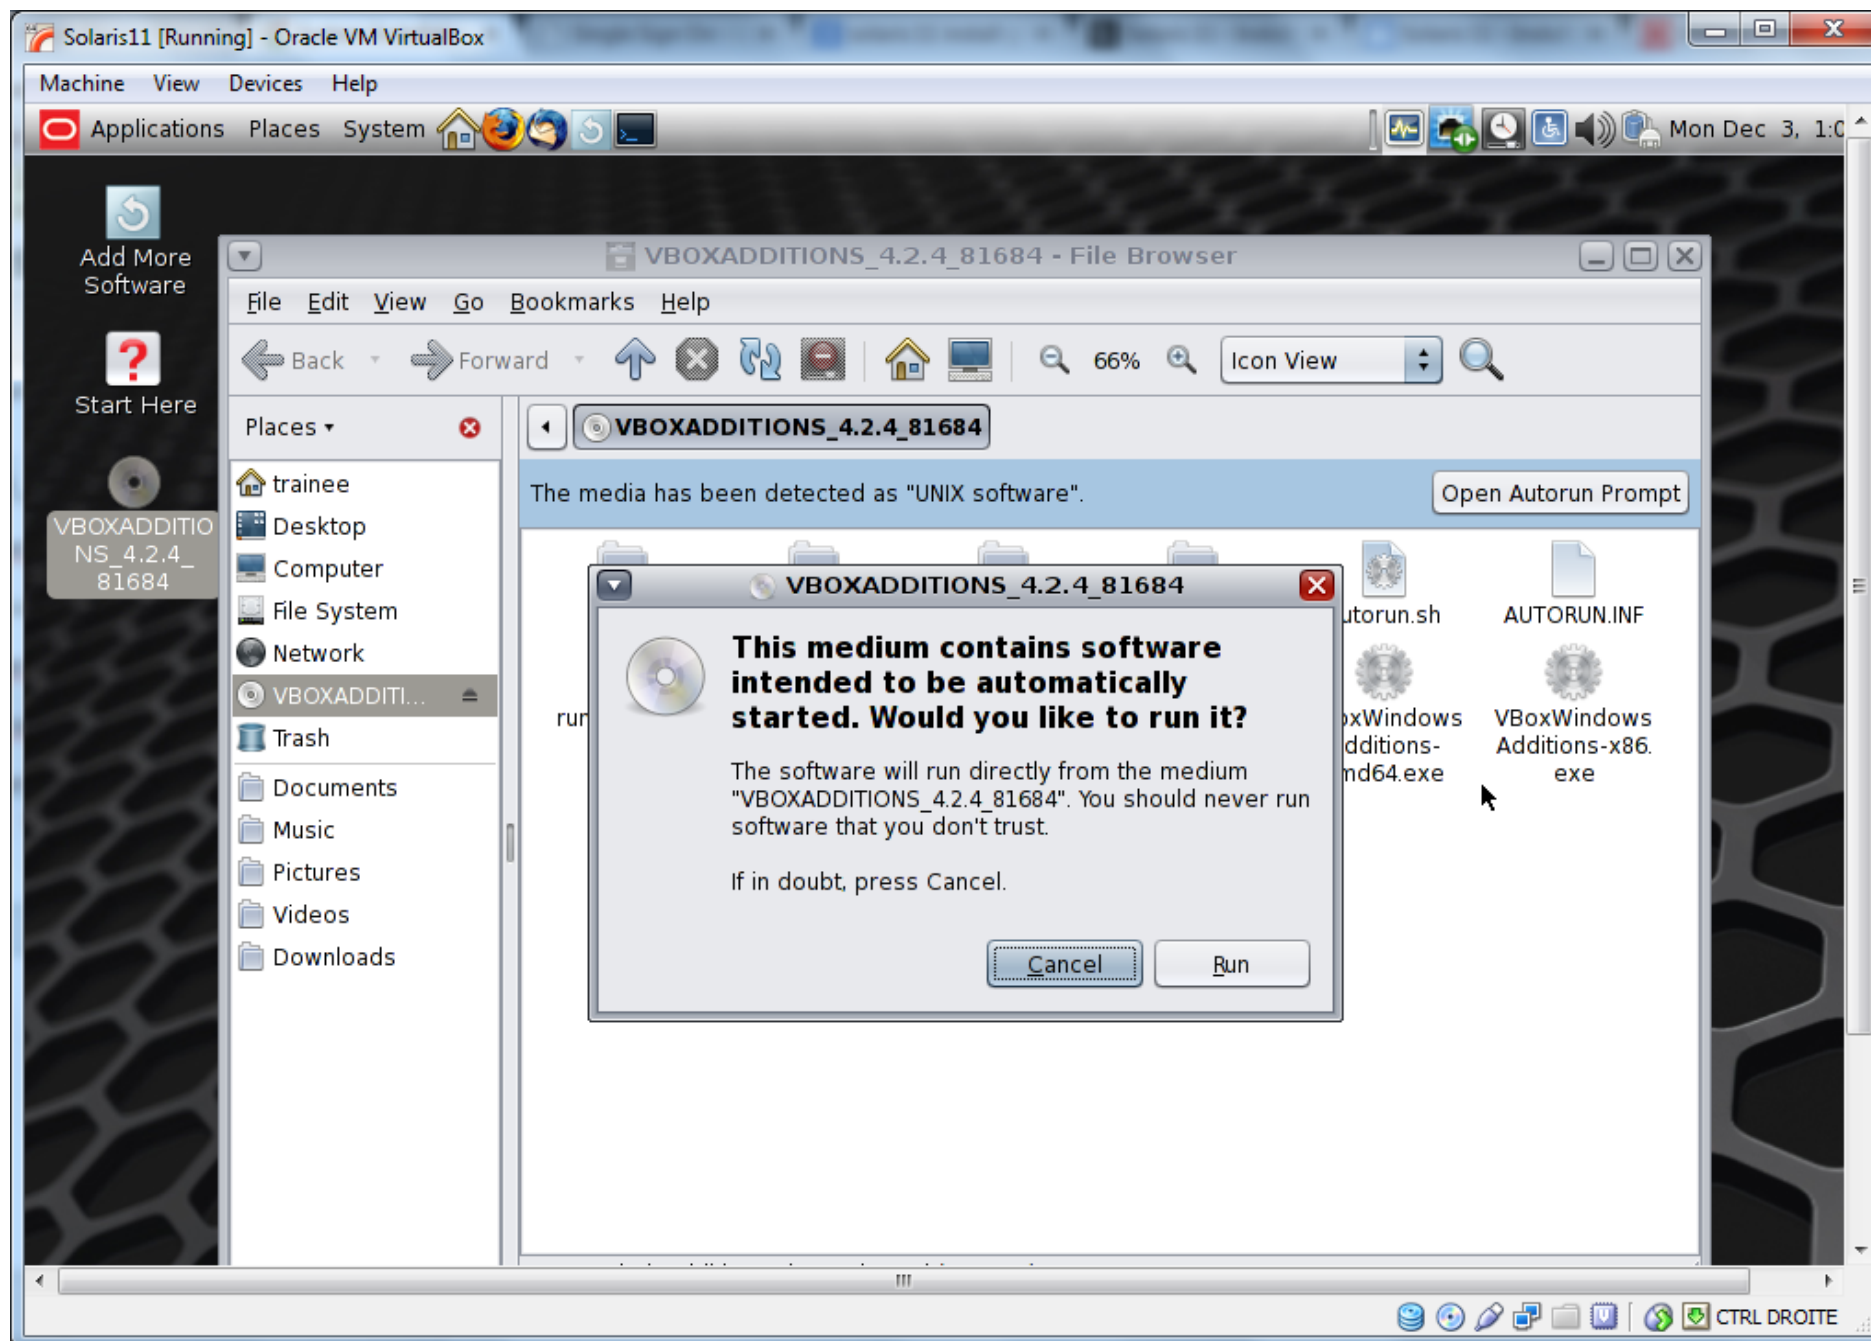 Solaris11 [Running] - Oracle VM VirtualBox
Machine View Devices Help
Applications Places System
Mon Dec 3, 1:0
Add More
Software
Start Here
VBOXADDITIO
NS_4.2.4_
81684
VBOXADDITIONS_4.2.4_81684 - File Browser
File Edit View Go Bookmarks Help
Back Forward 66% Icon View
Places
VBOXADDITIONS_4.2.4_81684
The media has been detected as "UNIX software". Open Autorun Prompt
trainee
Desktop
Computer
File System
Network
VBOXADDITI...
Trash
Documents
Music
Pictures
Videos
Downloads
utorun.sh
AUTORUN.INF
run
oxWindows
dditions-
md64.exe
VBoxWindows
Additions-x86.
exe
VBOXADDITIONS_4.2.4_81684
This medium contains software
intended to be automatically
started. Would you like to run it?
The software will run directly from the medium
"VBOXADDITIONS_4.2.4_81684". You should never run
software that you don't trust.
If in doubt, press Cancel.
Cancel Run
CTRL DROITE